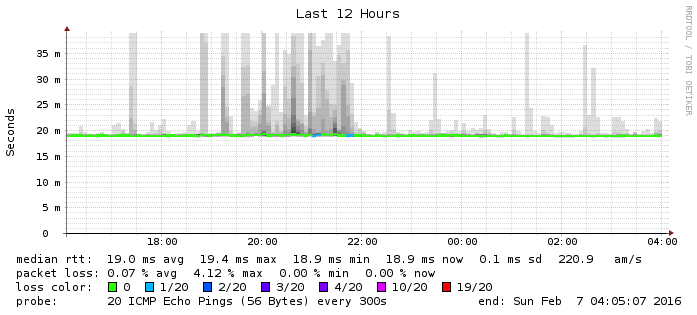 Last 12 Hours
RRDTOOL / TOBI OETIKER
Seconds
35 m
30 m
25 m
20 m
15 m
10 m
5 m
0
18:00 20:00 22:00 00:00 02:00 04:00
median rtt: 19.0 ms avg 19.4 ms max 18.9 ms min 18.9 ms now 0.1 ms sd 220.9 am/s
packet loss: 0.07 % avg 4.12 % max 0.00 % min 0.00 % now
loss color: 0 1/20 2/20 3/20 4/20 10/20 19/20
probe: 20 ICMP Echo Pings (56 Bytes) every 300s end: Sun Feb 7 04:05:07 2016